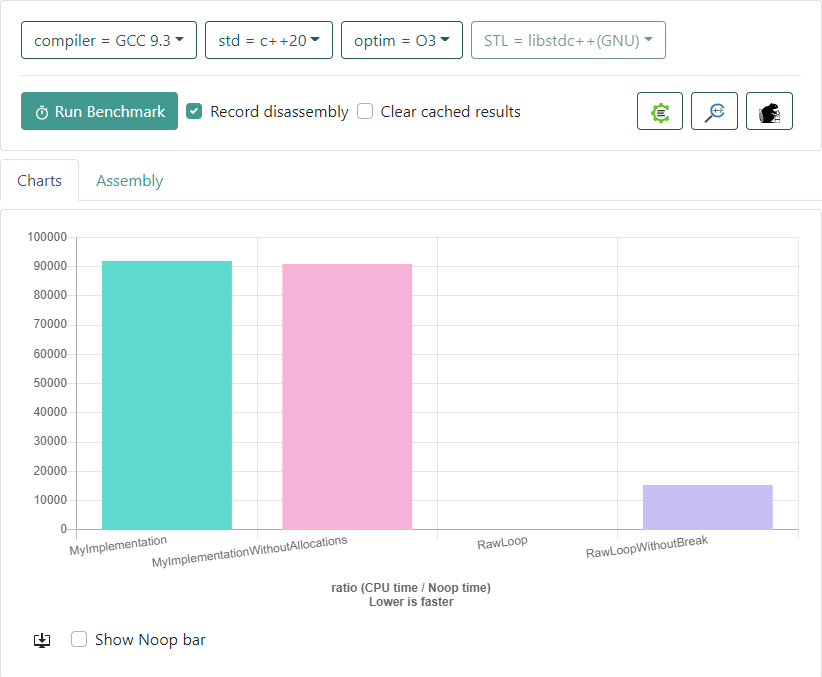 compiler = GCC 9.3 std = c++20 optim = O3 STL = libstdc++(GNU)
Run Benchmark Record disassembly Clear cached results
Charts Assembly
100000
90000
80000
70000
60000
50000
40000
30000
20000
10000
0
MyImplementation MyImplementationWithoutAllocations RawLoop RawLoopWithoutBreak
ratio (CPU time / Noop time)
Lower is faster
Show Noop bar